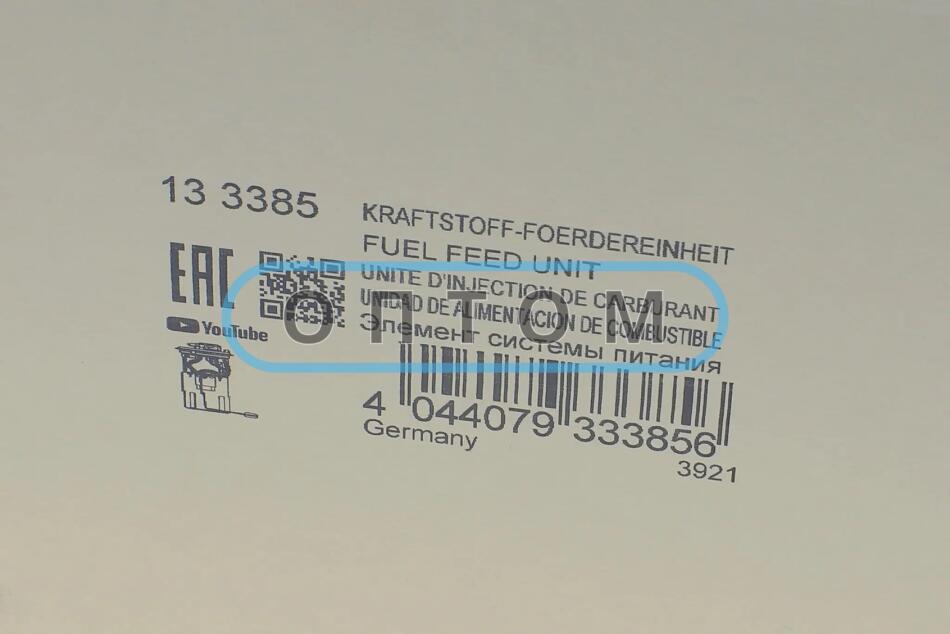 13 3385
KRAFTSTOFF-FOERDEREINHEIT
FUEL FEED UNIT
UNITE D'INJECTION DE CARBURANT
UNIDAD DE ALIMENTACION DE COMBUSTIBLE
Элемент системы питания
EAC
YouTube
ОПТОМ
4 044079 333856
Germany
3921